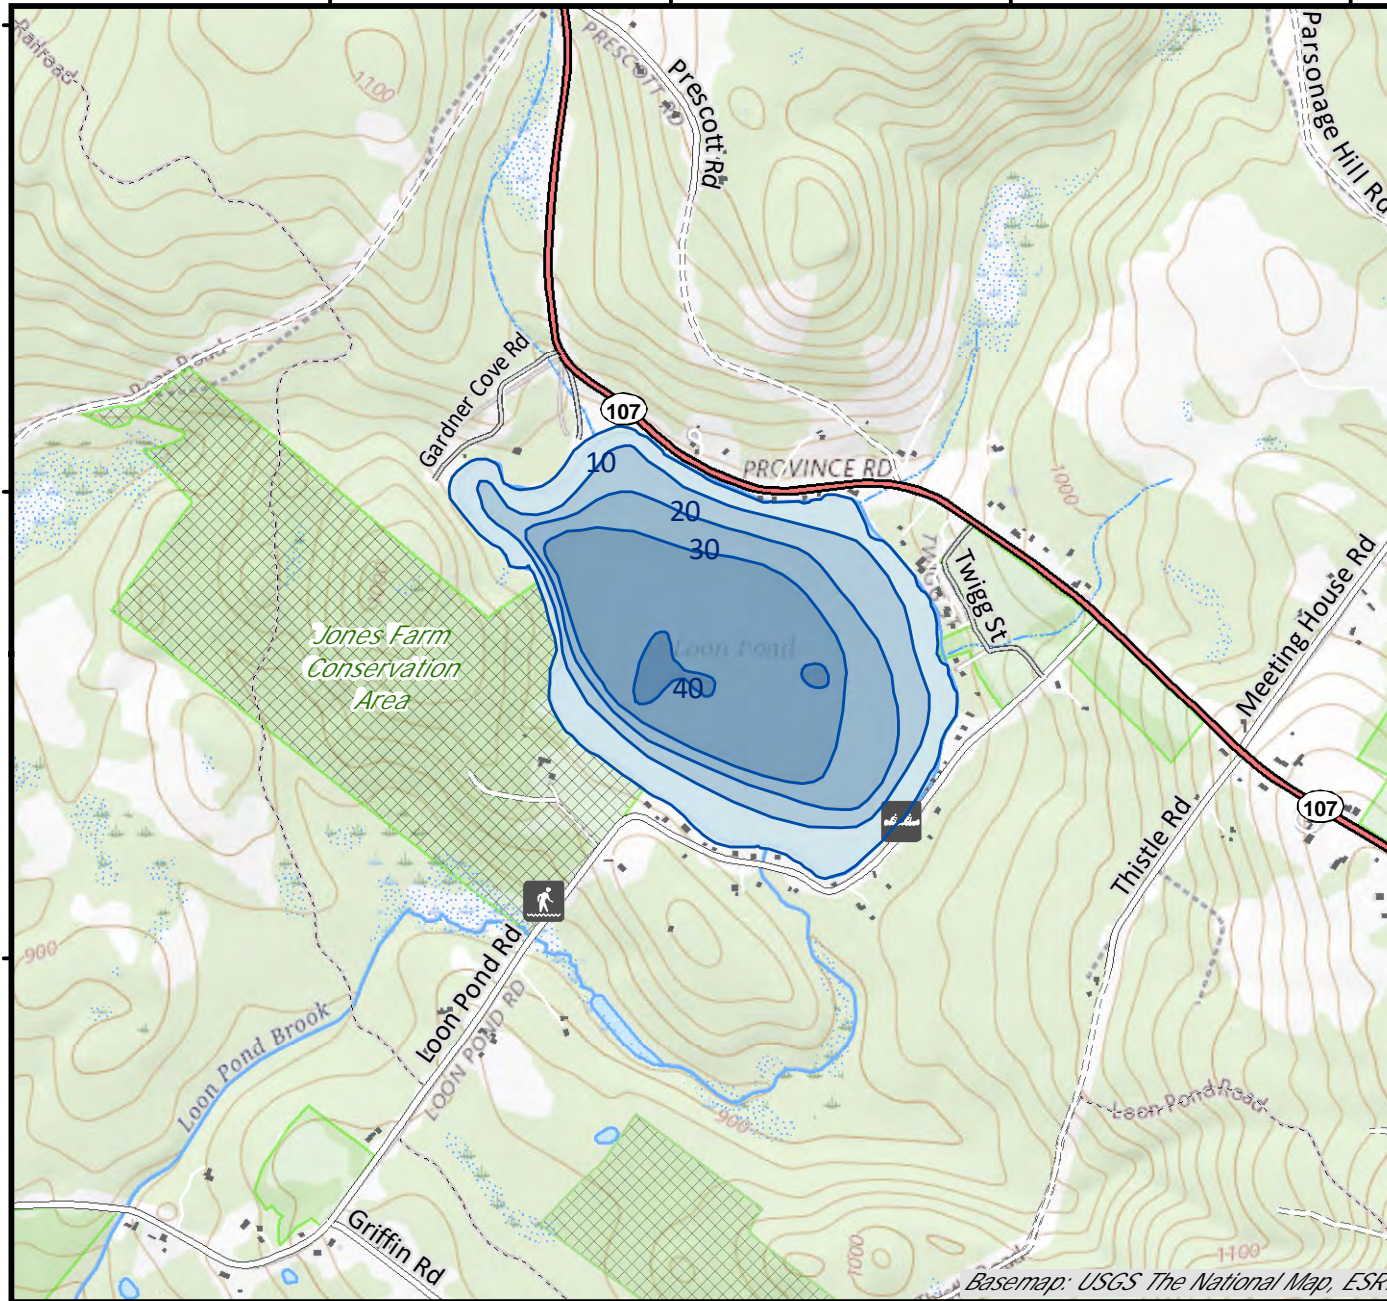 Railroad
1100
PRESCOTT RD
Prescott Rd
Parsonage Hill Rd
Gardner Cove Rd
107
PROVINCE RD
10
20
30
40
Loon Pond
1000
Twigg St
Meeting House Rd
Jones Farm
Conservation
Area
107
Thistle Rd
900
Loon Pond Rd
LOON POND RD
Loon Pond Brook
900
Loon Pond Road
Griffin Rd
1000
1100
Basemap: USGS The National Map, ESR